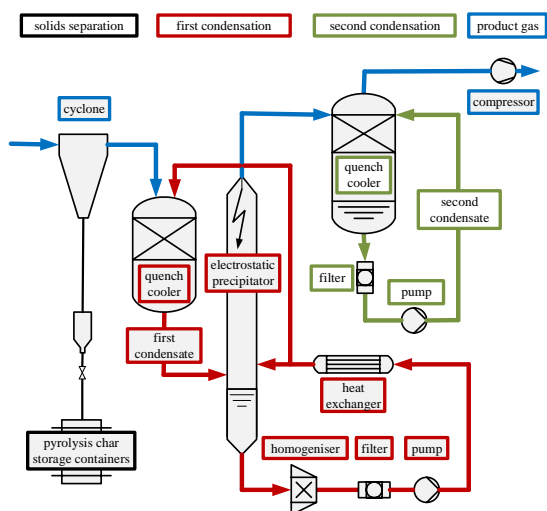 solids separation
first condensation
second condensation
product gas
cyclone
compressor
quench
cooler
second
condensate
quench
cooler
electrostatic
precipitator
filter
pump
first
condensate
heat
exchanger
pyrolysis char
storage containers
homogeniser
filter
pump